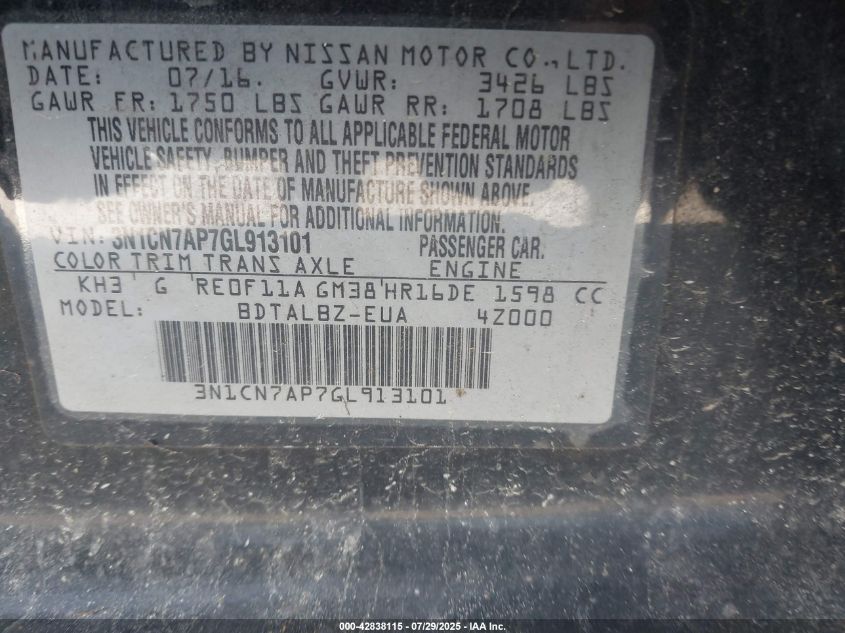 MANUFACTURED BY NISSAN MOTOR CO., LTD.
DATE: 07/16. GVWR: 3426 LBS
GAWR FR: 1750 LBS GAWR RR: 1708 LBS
THIS VEHICLE CONFORMS TO ALL APPLICABLE FEDERAL MOTOR
VEHICLE SAFETY, BUMPER AND THEFT PREVENTION STANDARDS
IN EFFECT ON THE DATE OF MANUFACTURE SHOWN ABOVE.
SEE OWNER'S MANUAL FOR ADDITIONAL INFORMATION.
VIN: 3N1CN7AP7GL913101 PASSENGER CAR.
COLOR TRIM TRANS AXLE ENGINE
KH3 G RE0F11A GM38 HR16DE 1598 CC
MODEL: BDTALBZ-EUA 4Z000
3N1CN7AP7GL913101
000-42838115 - 07/29/2025 - IAA Inc.